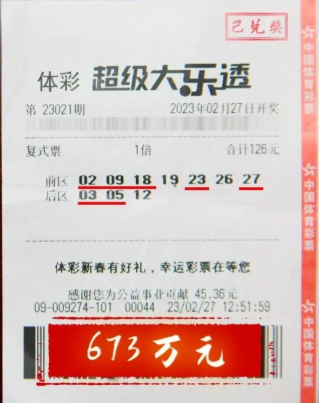 已兑奖
体彩 超级大乐透
第 23021期 2023年02月27日开奖
复式票 1倍 合计126元
前区 02 09 18 19 23 26 27
后区 03 05 12
体彩新春有好礼，幸运彩票在等您
感谢您为公益事业贡献 45.36元
09-009274-101 00044 23/02/27 12:51:59
673万元
中国体育彩票
中国体育彩票
中国体育彩票